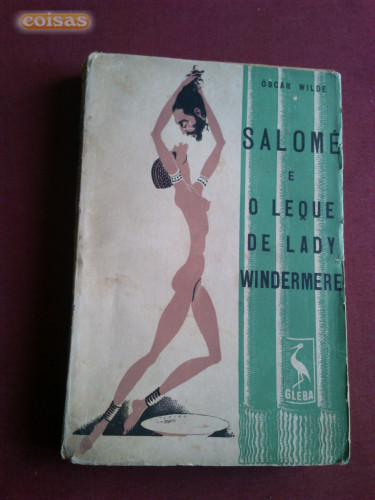 coisas
OSCAR WILDE
SALOMÉ
E
O LEQUE
DE LADY
WINDERMERE
GLEBA